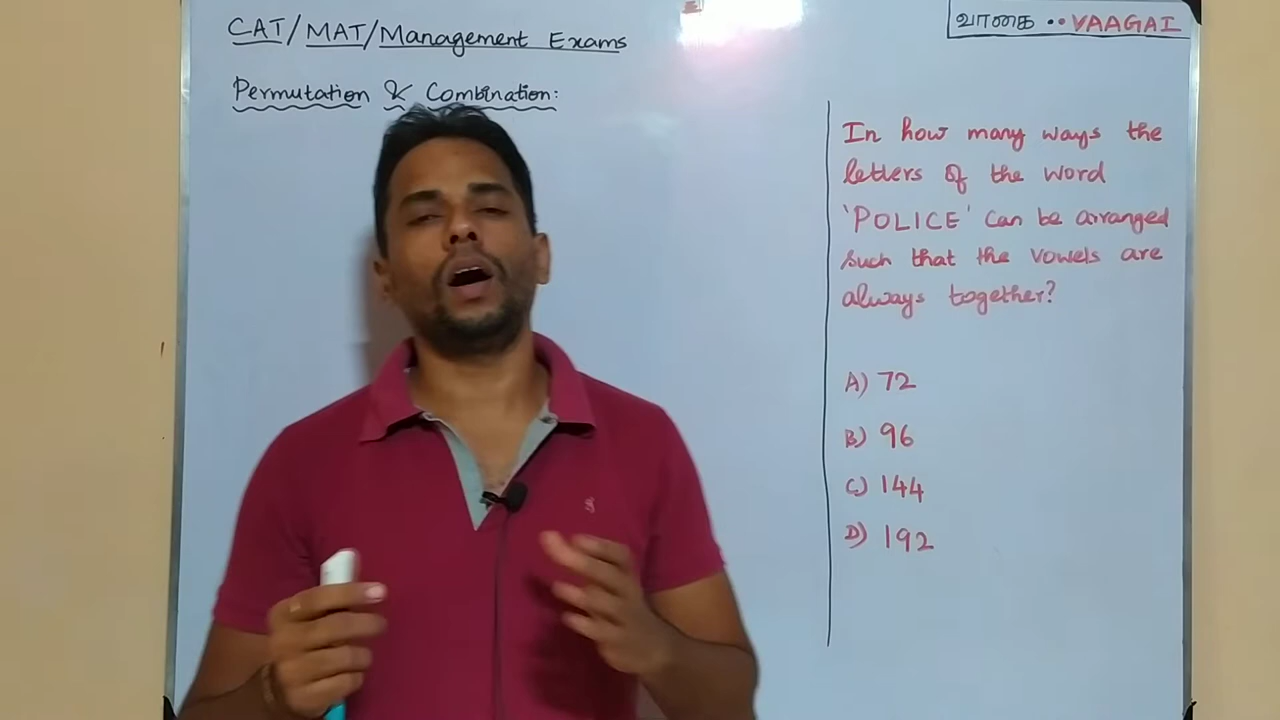 CAT/MAT/Management Exams
வாகை ..VAAGAI
Permutation & Combination:
In how many ways the
letters of the word
'POLICE' can be arranged
such that the vowels are
always together?
A) 72
B) 96
C) 144
D) 192